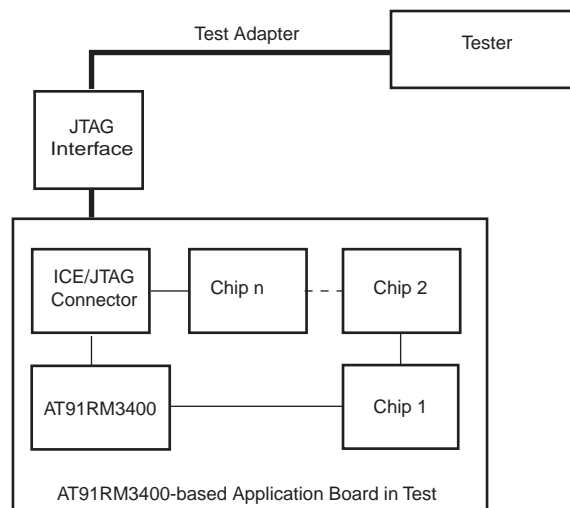 Test Adapter
Tester
JTAG
Interface
ICE/JTAG
Connector
Chip n
Chip 2
AT91RM3400
Chip 1
AT91RM3400-based Application Board in Test